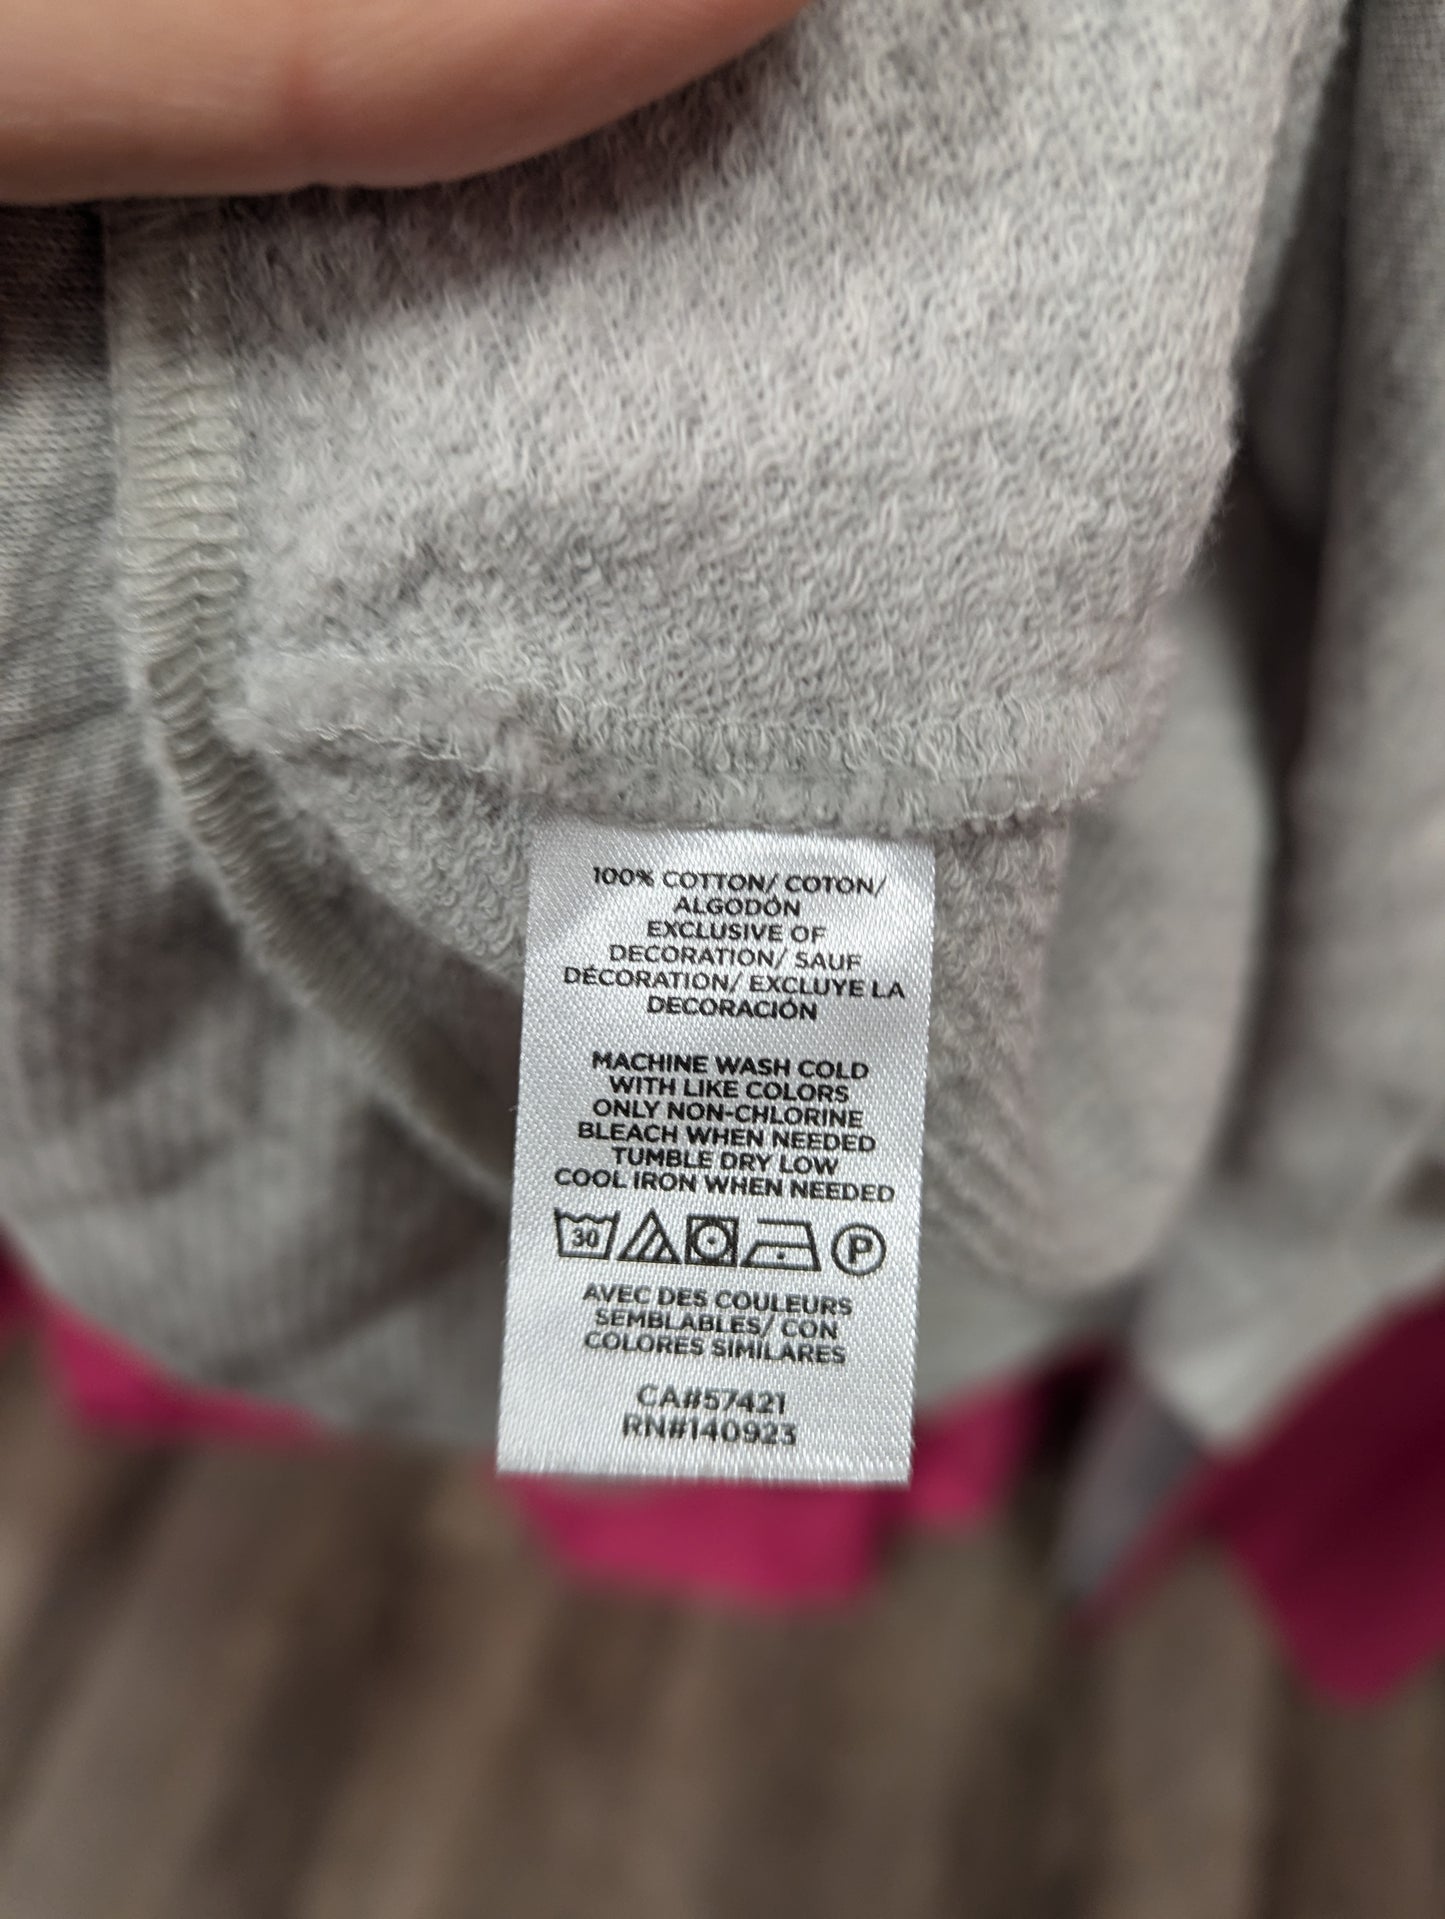 100% COTTON/ COTON/
ALGODÓN
EXCLUSIVE OF
DECORATION/ SAUF
DÉCORATION/ EXCLUYE LA
DECORACIÓN
MACHINE WASH COLD
WITH LIKE COLORS
ONLY NON-CHLORINE
BLEACH WHEN NEEDED
TUMBLE DRY LOW
COOL IRON WHEN NEEDED
30 P
AVEC DES COULEURS
SEMBLABLES/ CON
COLORES SIMILARES
CA#57421
RN#140923